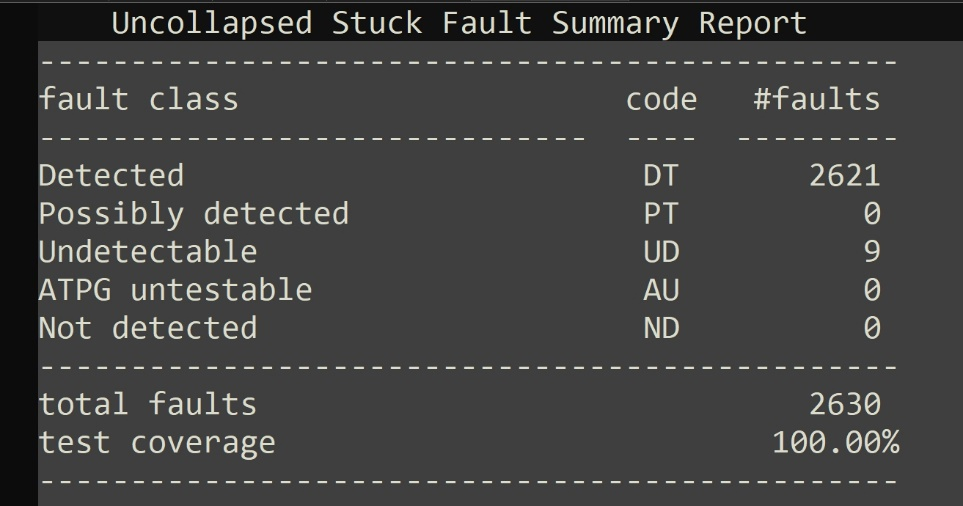 Uncollapsed Stuck Fault Summary Report
-----------------------------------------------
fault class                     code   #faults
------------------------------  ----  ---------
Detected                         DT       2621
Possibly detected                PT          0
Undetectable                     UD          9
ATPG untestable                  AU          0
Not detected                     ND          0
-----------------------------------------------
total faults                              2630
test coverage                           100.00%
-----------------------------------------------